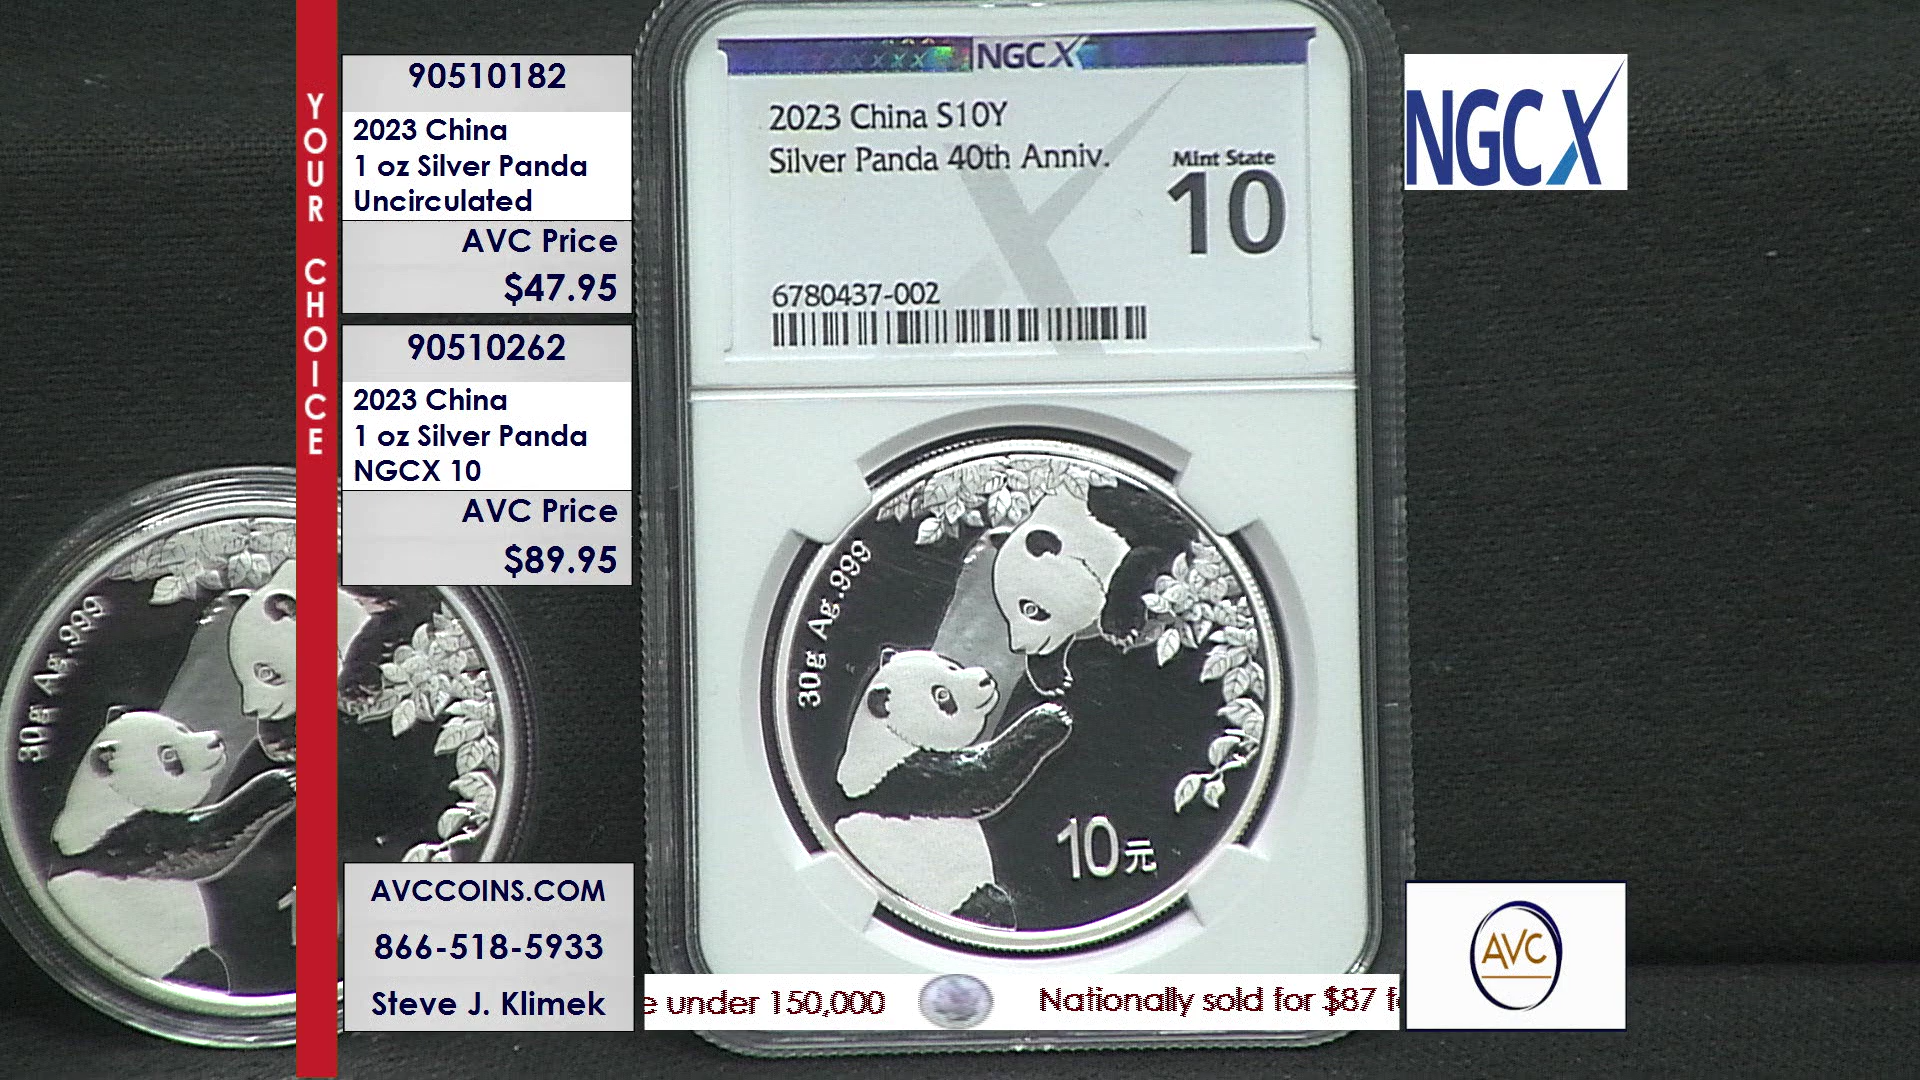 YOUR CHOICE
90510182
2023 China
1 oz Silver Panda
Uncirculated
AVC Price
$47.95
90510262
2023 China
1 oz Silver Panda
NGCX 10
AVC Price
$89.95
AVCCOINS.COM
866-518-5933
Steve J. Klimek
NGCX
2023 China S10Y
Silver Panda 40th Anniv.
Mint State
10
6780437-002
30g Ag.999
10元
30g Ag.999
NGCX
AVC
e under 150,000
Nationally sold for $87 f